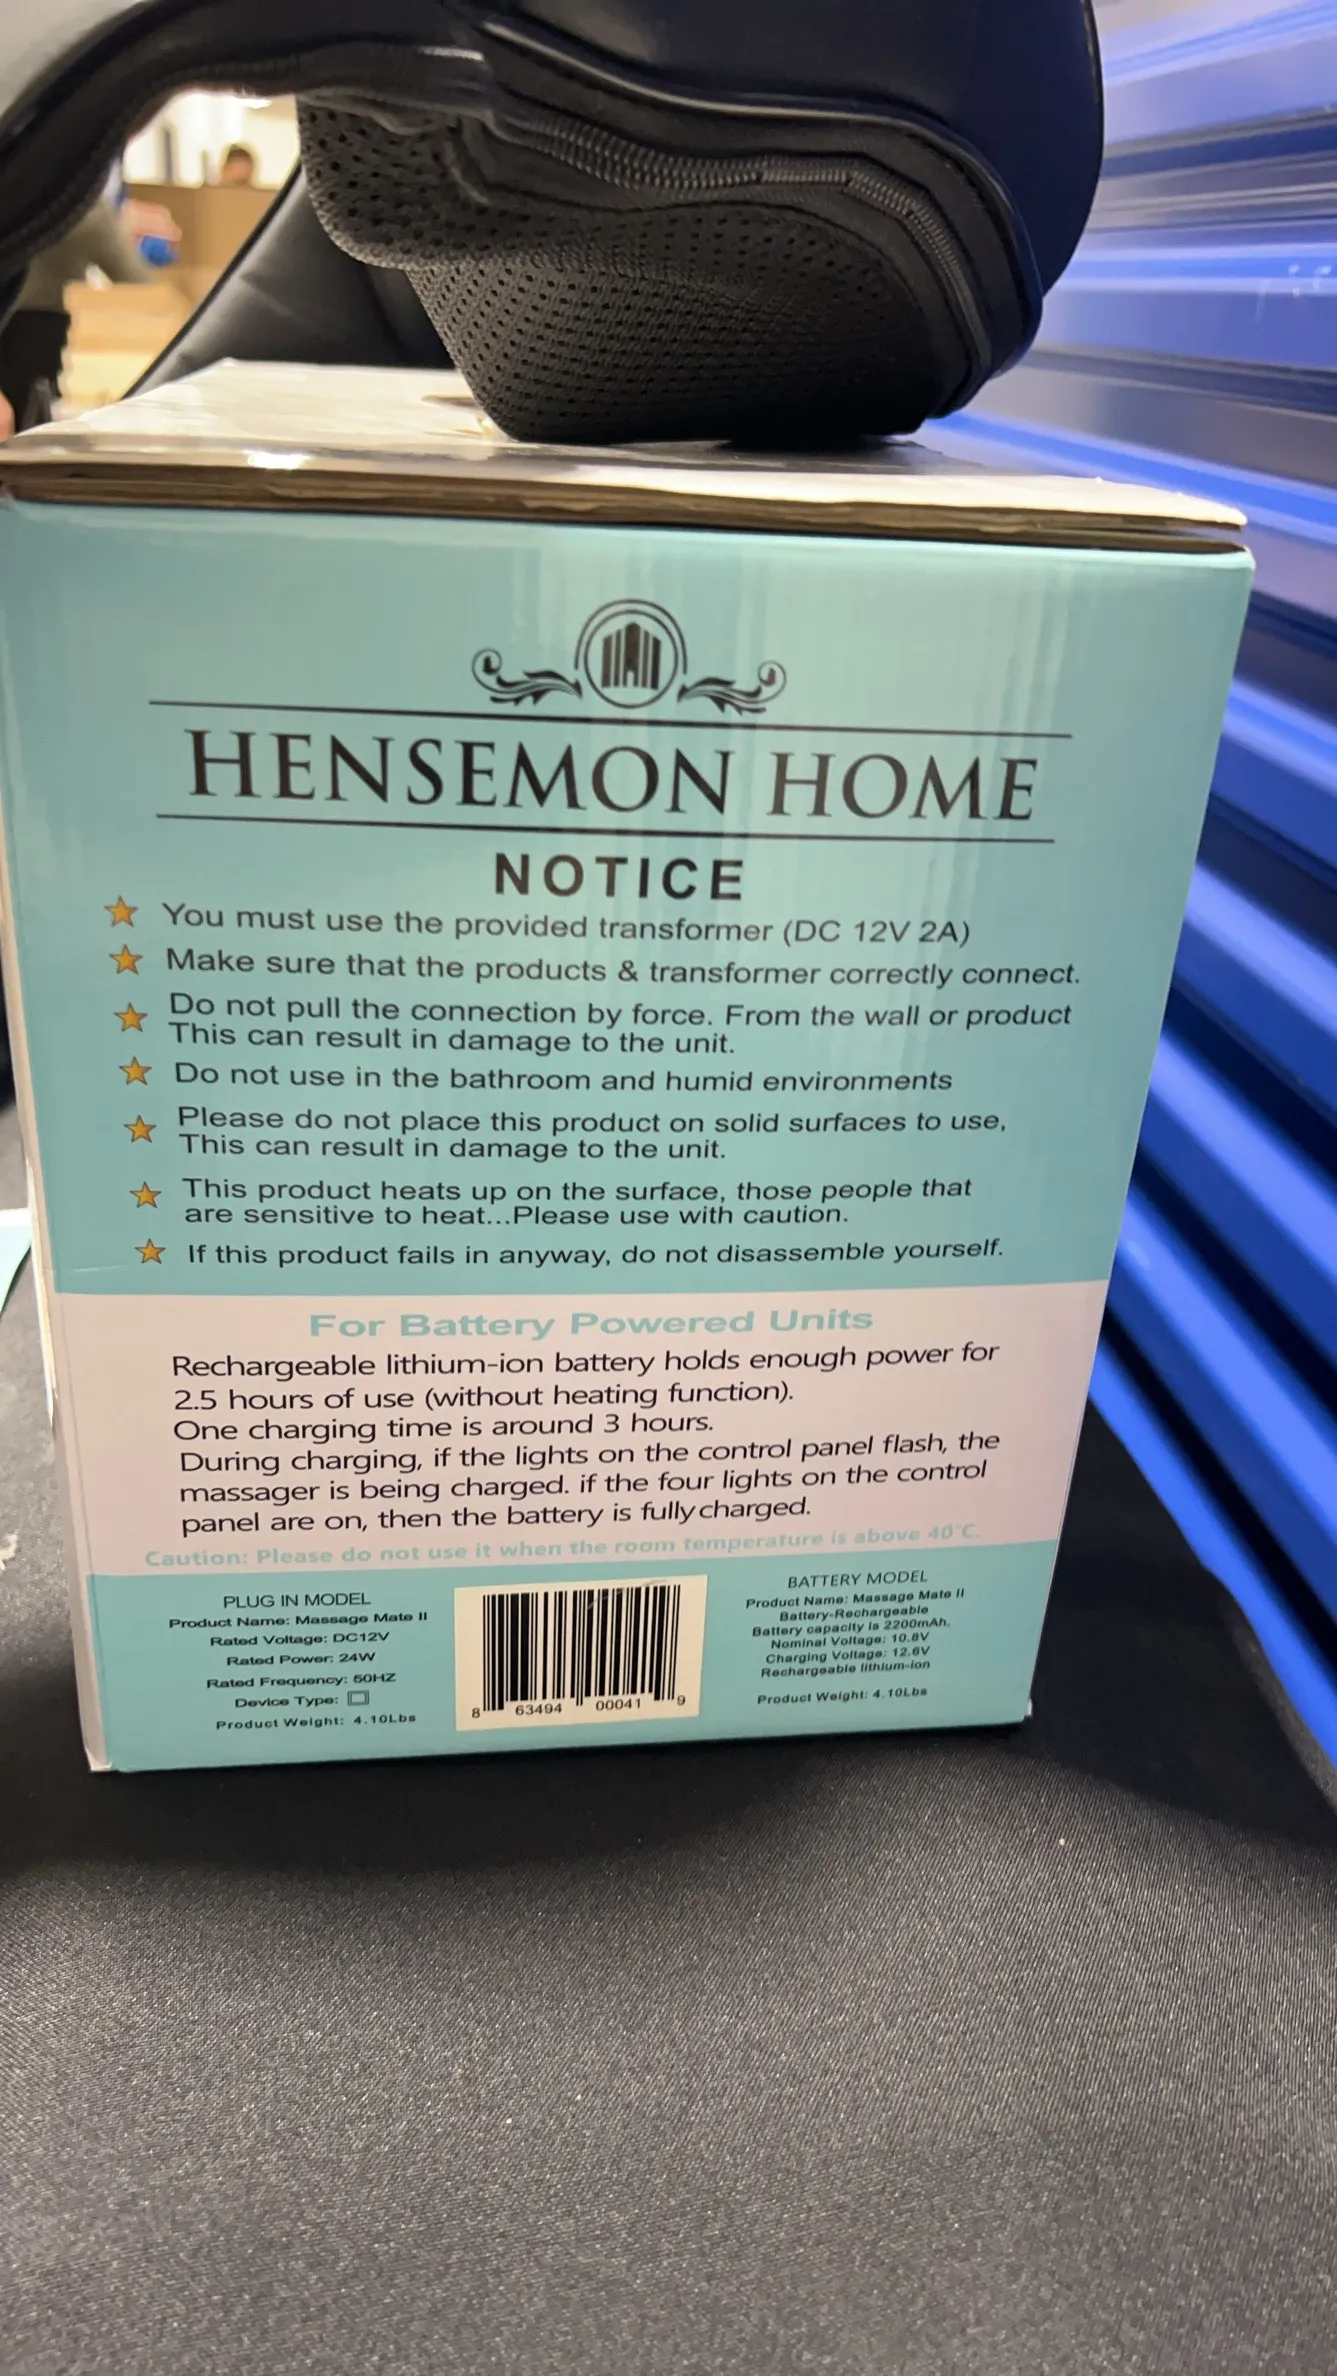 HENSEMON HOME
NOTICE
You must use the provided transformer (DC 12V 2A)
Make sure that the products & transformer correctly connect.
Do not pull the connection by force. From the wall or product
This can result in damage to the unit.
Do not use in the bathroom and humid environments
Please do not place this product on solid surfaces to use,
This can result in damage to the unit.
This product heats up on the surface, those people that
are sensitive to heat...Please use with caution.
If this product fails in anyway, do not disassemble yourself.
For Battery Powered Units
Rechargeable lithium-ion battery holds enough power for
2.5 hours of use (without heating function).
One charging time is around 3 hours.
During charging, if the lights on the control panel flash, the
massager is being charged. if the four lights on the control
panel are on, then the battery is fully charged.
Caution: Please do not use it when the room temperature is above 40°C.
PLUG IN MODEL
Product Name: Massage Mate II
Rated Voltage: DC12V
Rated Power: 24W
Rated Frequency: 50HZ
Device Type:
Product Weight: 4.10Lbs
8 63494 00041 9
BATTERY MODEL
Product Name: Massage Mate II
Battery-Rechargeable
Battery capacity is 2200mAh.
Nominal Voltage: 10.8V
Charging Voltage: 12.6V
Rechargeable lithium-ion
Product Weight: 4.10Lbs